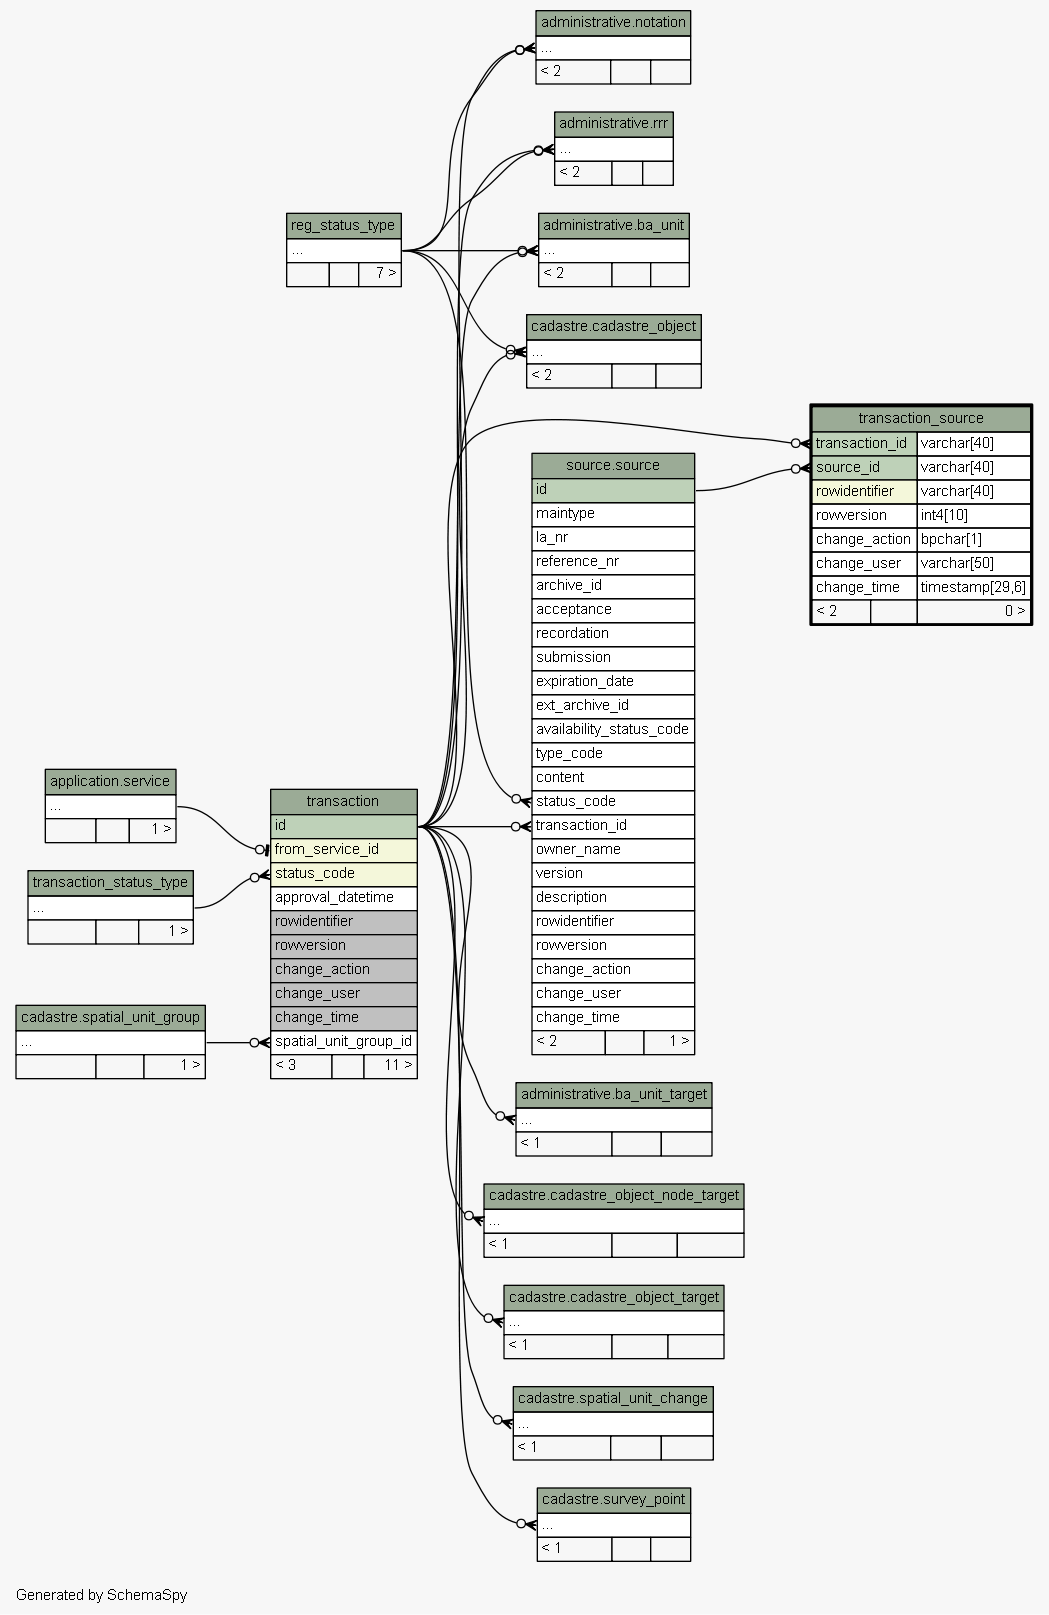 administrative.notation
...
< 2
administrative.rrr
...
< 2
reg_status_type
...
7 >
administrative.ba_unit
...
< 2
cadastre.cadastre_object
...
< 2
transaction_source
transaction_id varchar[40]
source_id varchar[40]
rowidentifier varchar[40]
rowversion int4[10]
change_action bpchar[1]
change_user varchar[50]
change_time timestamp[29,6]
< 2 0 >
source.source
id
maintype
la_nr
reference_nr
archive_id
acceptance
recordation
submission
expiration_date
ext_archive_id
availability_status_code
type_code
content
status_code
transaction_id
owner_name
version
description
rowidentifier
rowversion
change_action
change_user
change_time
< 2 1 >
application.service
...
1 >
transaction_status_type
...
1 >
cadastre.spatial_unit_group
...
1 >
transaction
id
from_service_id
status_code
approval_datetime
rowidentifier
rowversion
change_action
change_user
change_time
spatial_unit_group_id
< 3 11 >
administrative.ba_unit_target
...
< 1
cadastre.cadastre_object_node_target
...
< 1
cadastre.cadastre_object_target
...
< 1
cadastre.spatial_unit_change
...
< 1
cadastre.survey_point
...
< 1
Generated by SchemaSpy